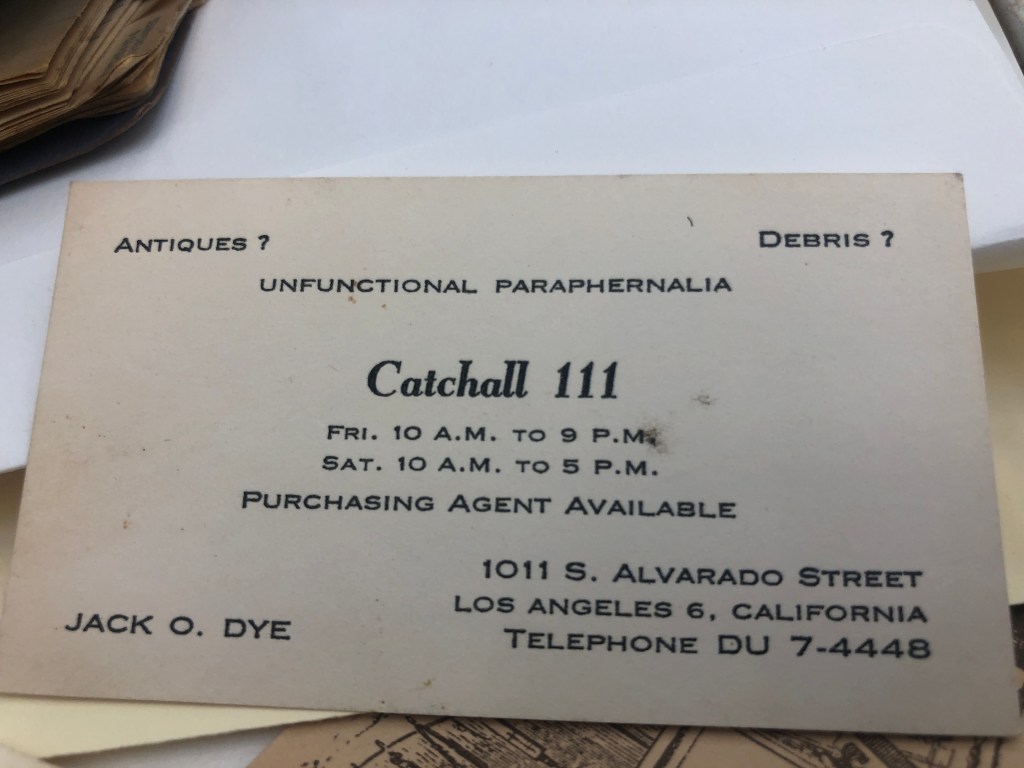 ANTIQUES ?
DEBRIS ?
UNFUNCTIONAL PARAPHERNALIA
Catchall 111
FRI. 10 A.M. TO 9 P.M.
SAT. 10 A.M. TO 5 P.M.
PURCHASING AGENT AVAILABLE
1011 S. ALVARADO STREET
LOS ANGELES 6, CALIFORNIA
JACK O. DYE
TELEPHONE DU 7-4448